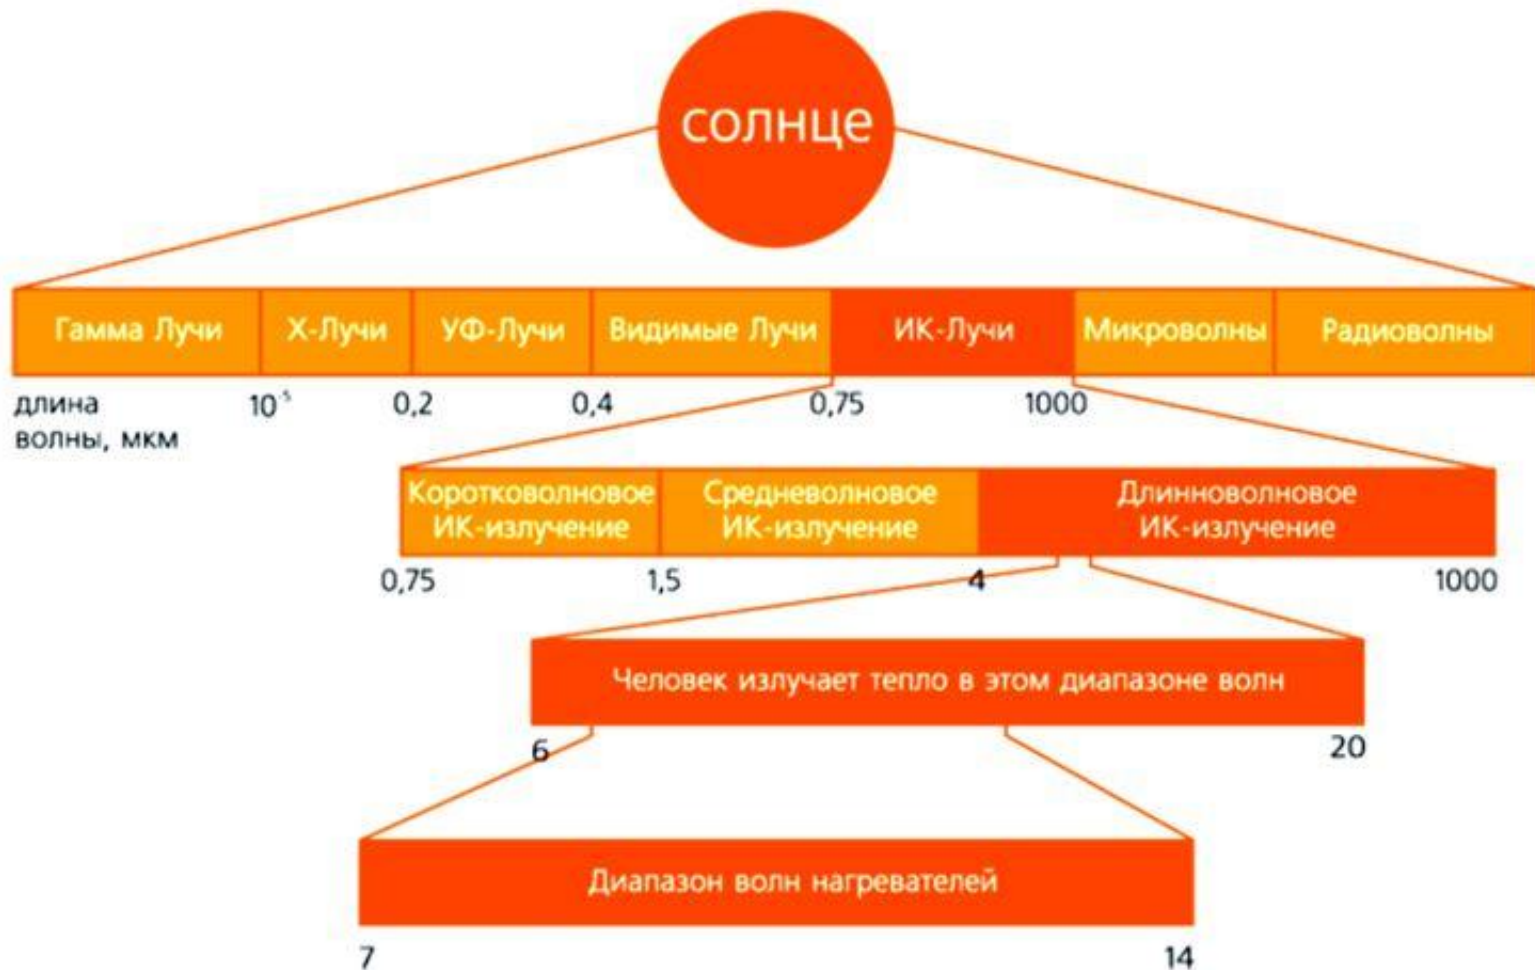 солнце
Гамма Лучи
Х-Лучи
УФ-Лучи
Видимые Лучи
ИК-Лучи
Микроволны
Радиоволны
длина
волны, мкм
10⁻⁵
0,2
0,4
0,75
1000
Коротковолновое
ИК-излучение
Средневолновое
ИК-излучение
Длинноволновое
ИК-излучение
0,75
1,5
4
1000
Человек излучает тепло в этом диапазоне волн
6
20
Диапазон волн нагревателей
7
14